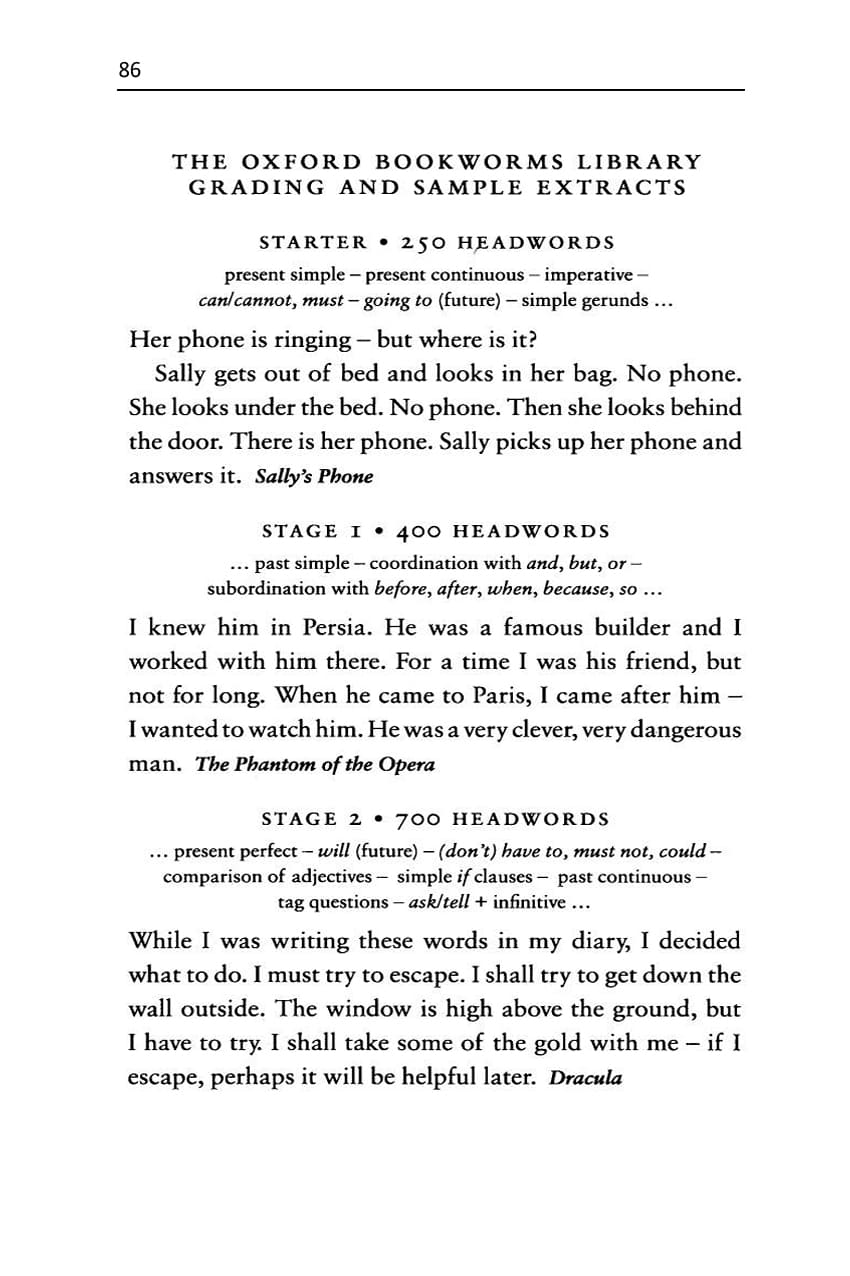 86
THE OXFORD BOOKWORMS LIBRARY
GRADING AND SAMPLE EXTRACTS
STARTER • 250 HEADWORDS
present simple – present continuous – imperative –
can/cannot, must – going to (future) – simple gerunds ...
Her phone is ringing – but where is it?
Sally gets out of bed and looks in her bag. No phone.
She looks under the bed. No phone. Then she looks behind
the door. There is her phone. Sally picks up her phone and
answers it. Sally's Phone
STAGE 1 • 400 HEADWORDS
... past simple – coordination with and, but, or –
subordination with before, after, when, because, so ...
I knew him in Persia. He was a famous builder and I
worked with him there. For a time I was his friend, but
not for long. When he came to Paris, I came after him –
I wanted to watch him. He was a very clever, very dangerous
man. The Phantom of the Opera
STAGE 2 • 700 HEADWORDS
... present perfect – will (future) – (don't) have to, must not, could –
comparison of adjectives – simple if clauses – past continuous –
tag questions – ask/tell + infinitive ...
While I was writing these words in my diary, I decided
what to do. I must try to escape. I shall try to get down the
wall outside. The window is high above the ground, but
I have to try. I shall take some of the gold with me – if I
escape, perhaps it will be helpful later. Dracula